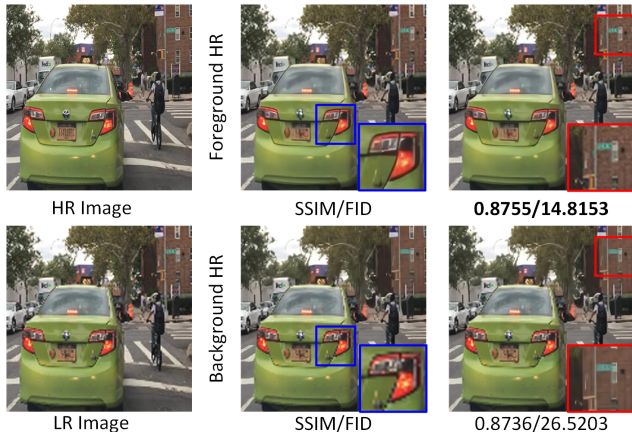 Foreground HR
HR Image
SSIM/FID
0.8755/14.8153
Background HR
LR Image
SSIM/FID
0.8736/26.5203